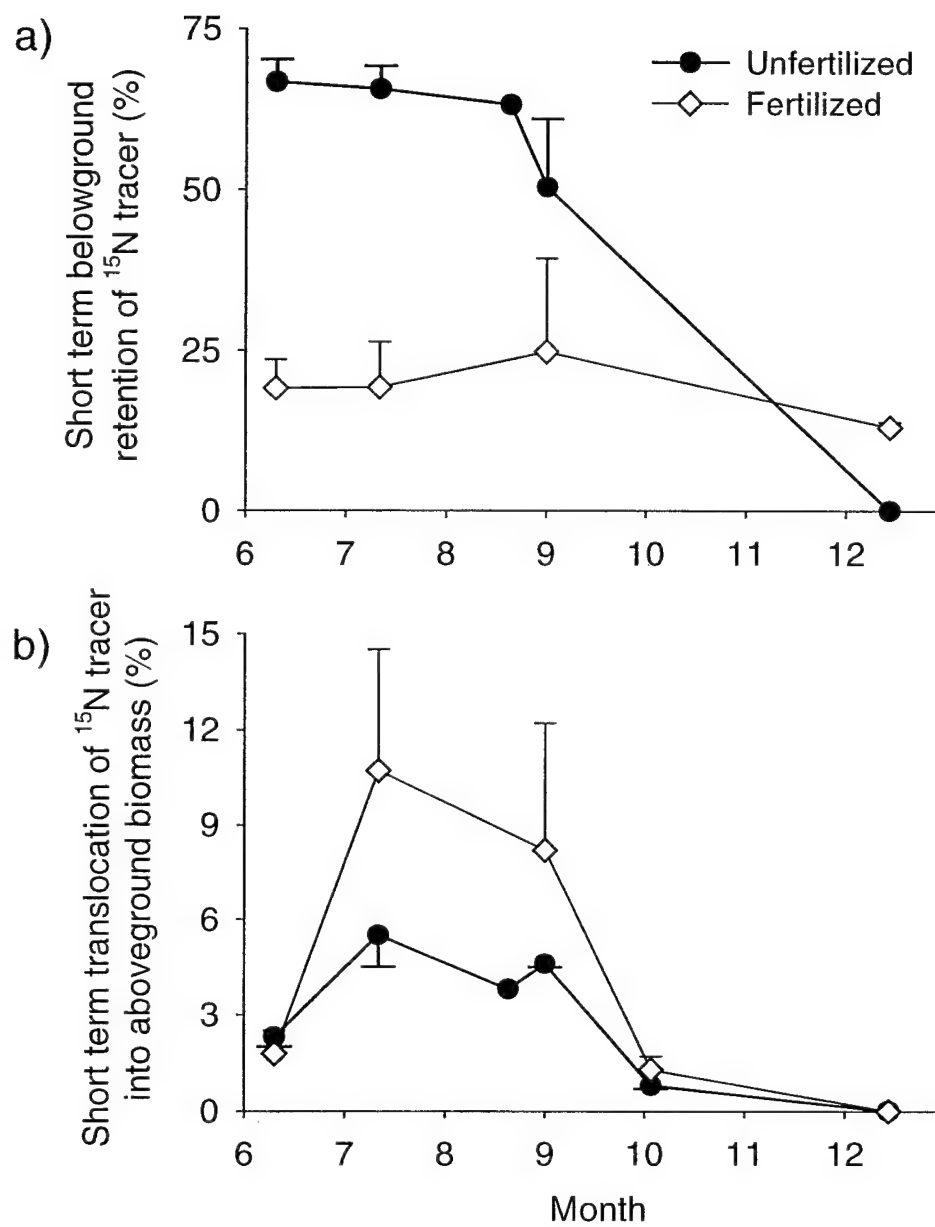 a)
Short term belowground
retention of ¹⁵N tracer (%)
75
50
25
0
Unfertilized
Fertilized
6 7 8 9 10 11 12
b)
Short term translocation of ¹⁵N tracer
into aboveground biomass (%)
15
12
9
6
3
0
6 7 8 9 10 11 12
Month